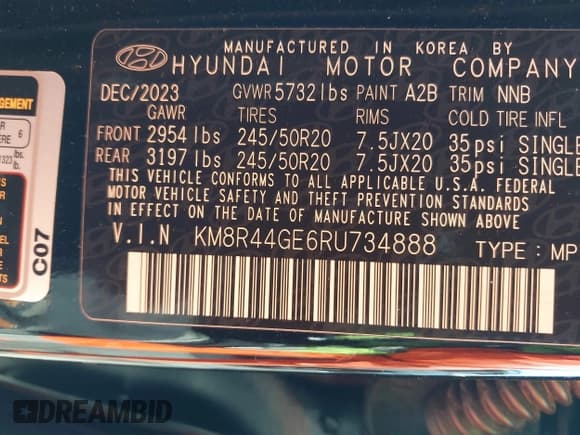 MANUFACTURED IN KOREA BY
HYUNDAI MOTOR COMPANY
DEC/2023 GVWR 5732 lbs PAINT A2B TRIM NNB
GAWR TIRES RIMS COLD TIRE INFL
FRONT 2954 lbs 245/50R20 7.5JX20 35psi SINGLE
REAR 3197 lbs 245/50R20 7.5JX20 35psi SINGLE
THIS VEHICLE CONFORMS TO ALL APPLICABLE U.S.A. FEDERAL
MOTOR VEHICLE SAFETY AND THEFT PREVENTION STANDARDS
IN EFFECT ON THE DATE OF MANUFACTURE SHOWN ABOVE.
V.I.N KM8R44GE6RU734888 TYPE : MP
C07
DREAMBID